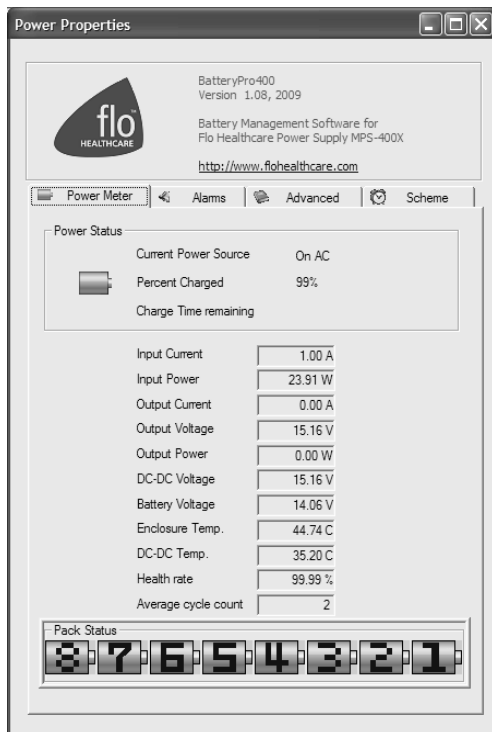 Power Properties
flo
HEALTHCARE
BatteryPro400
Version 1.08, 2009
Battery Management Software for
Flo Healthcare Power Supply MPS-400X
http://www.flohealthcare.com
Power Meter Alarms Advanced Scheme
Power Status
Current Power Source On AC
Percent Charged 99%
Charge Time remaining
Input Current 1.00 A
Input Power 23.91 W
Output Current 0.00 A
Output Voltage 15.16 V
Output Power 0.00 W
DC-DC Voltage 15.16 V
Battery Voltage 14.06 V
Enclosure Temp. 44.74 C
DC-DC Temp. 35.20 C
Health rate 99.99 %
Average cycle count 2
Pack Status
8 7 6 5 4 3 2 1